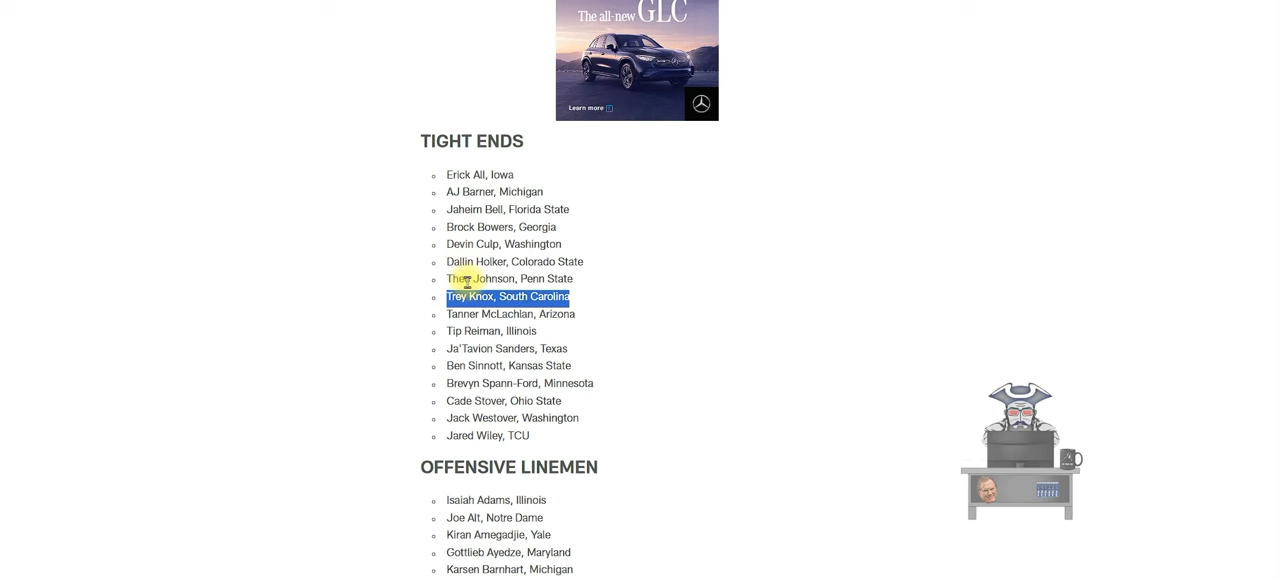 The all-new GLC
Learn more
TIGHT ENDS
Erick All, Iowa
AJ Barner, Michigan
Jaheim Bell, Florida State
Brock Bowers, Georgia
Devin Culp, Washington
Dallin Holker, Colorado State
Theo Johnson, Penn State
Trey Knox, South Carolina
Tanner McLachlan, Arizona
Tip Reiman, Illinois
Ja'Tavion Sanders, Texas
Ben Sinnott, Kansas State
Brevyn Spann-Ford, Minnesota
Cade Stover, Ohio State
Jack Westover, Washington
Jared Wiley, TCU
OFFENSIVE LINEMEN
Isaiah Adams, Illinois
Joe Alt, Notre Dame
Kiran Amegadjie, Yale
Gottlieb Ayedze, Maryland
Karsen Barnhart, Michigan